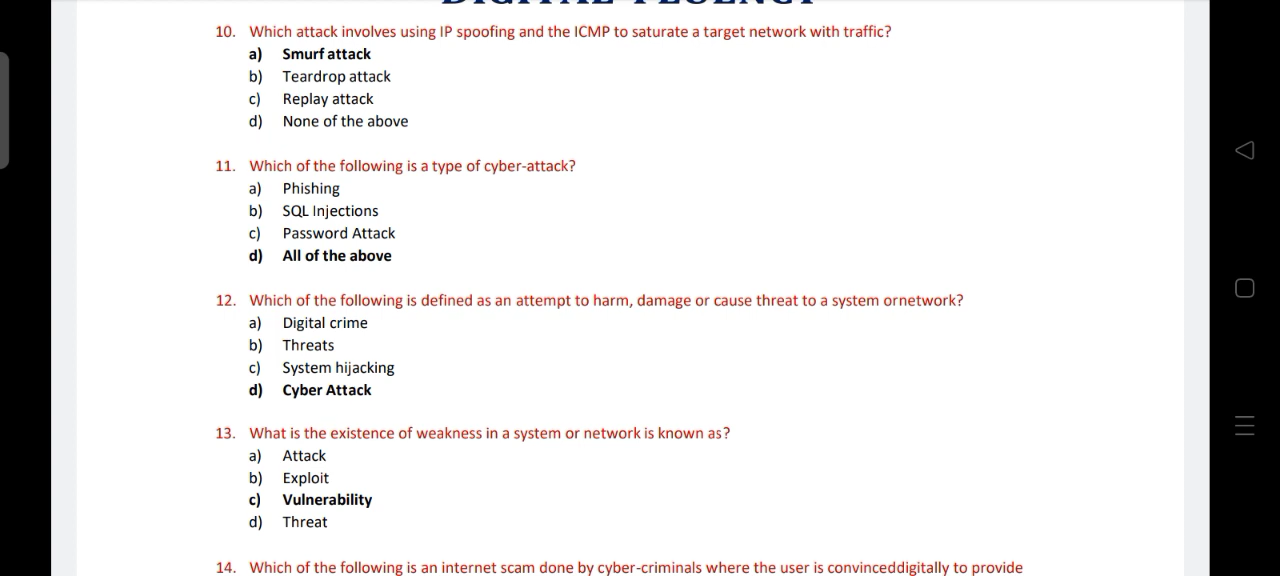 DIGITAL FLUENCY
10. Which attack involves using IP spoofing and the ICMP to saturate a target network with traffic?
a) Smurf attack
b) Teardrop attack
c) Replay attack
d) None of the above
11. Which of the following is a type of cyber-attack?
a) Phishing
b) SQL Injections
c) Password Attack
d) All of the above
12. Which of the following is defined as an attempt to harm, damage or cause threat to a system ornetwork?
a) Digital crime
b) Threats
c) System hijacking
d) Cyber Attack
13. What is the existence of weakness in a system or network is known as?
a) Attack
b) Exploit
c) Vulnerability
d) Threat
14. Which of the following is an internet scam done by cyber-criminals where the user is convinceddigitally to provide